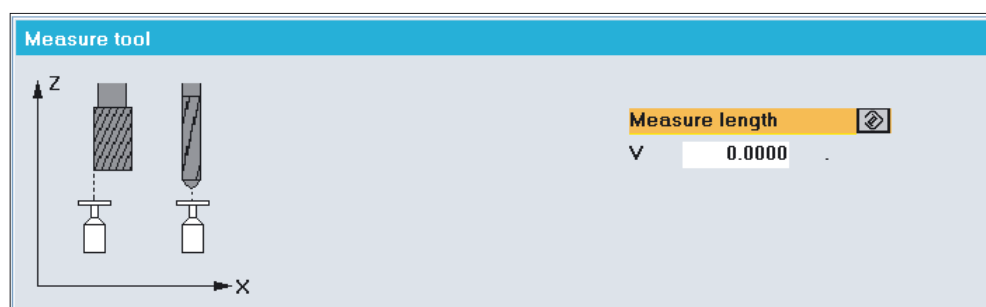 Measure tool
Z
Measure length
V 0.0000 .
X